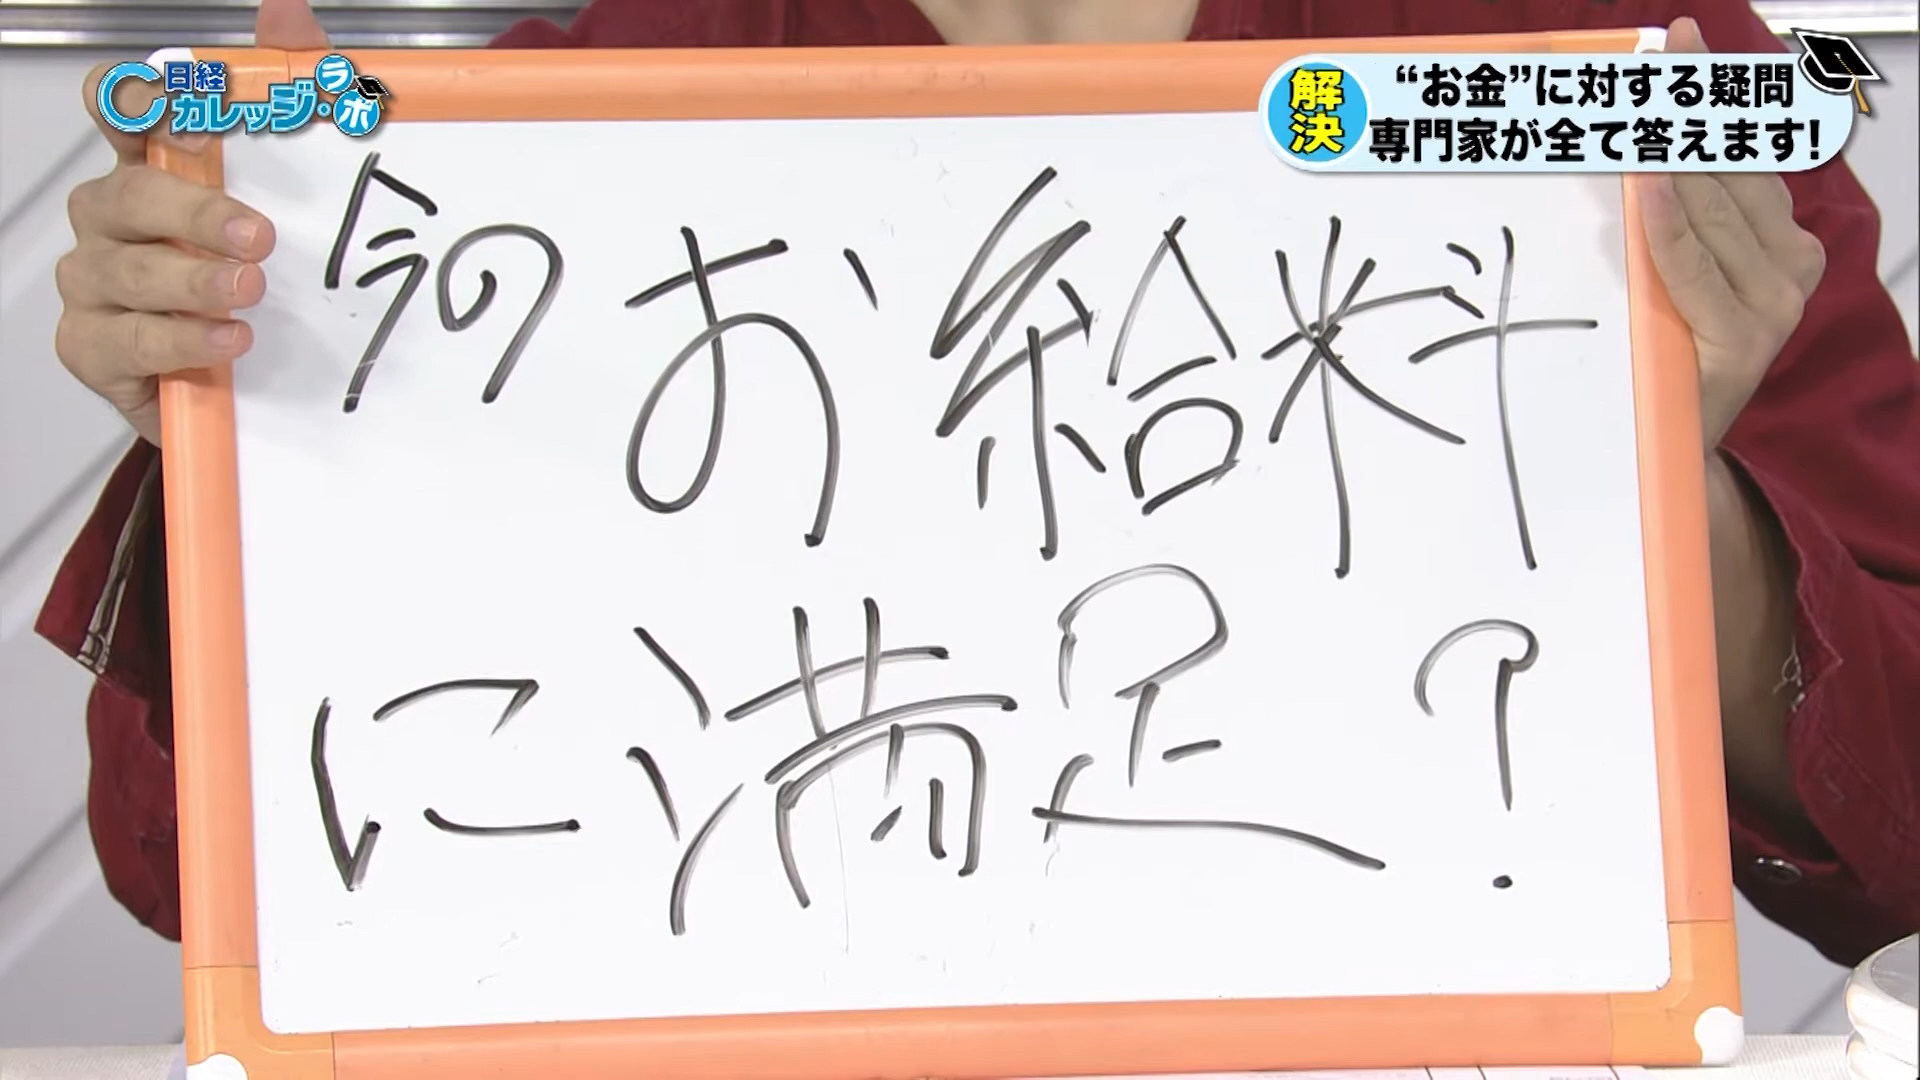 日経
カレッジ・ラボ
解決
“お金”に対する疑問
専門家が全て答えます!
今のお給料
に満足?